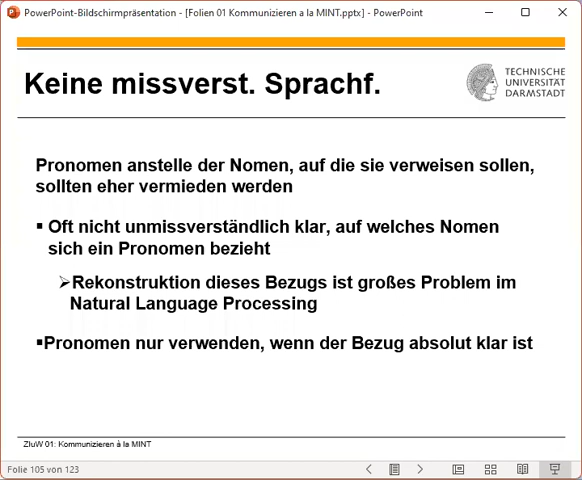 PowerPoint-Bildschirmpräsentation - [Folien 01 Kommunizieren a la MINT.pptx] - PowerPoint
Keine missverst. Sprachf.
TECHNISCHE
UNIVERSITÄT
DARMSTADT
Pronomen anstelle der Nomen, auf die sie verweisen sollen,
sollten eher vermieden werden
▪ Oft nicht unmissverständlich klar, auf welches Nomen
sich ein Pronomen bezieht
➢Rekonstruktion dieses Bezugs ist großes Problem im
Natural Language Processing
▪Pronomen nur verwenden, wenn der Bezug absolut klar ist
ZIuW 01: Kommunizieren à la MINT
Folie 105 von 123